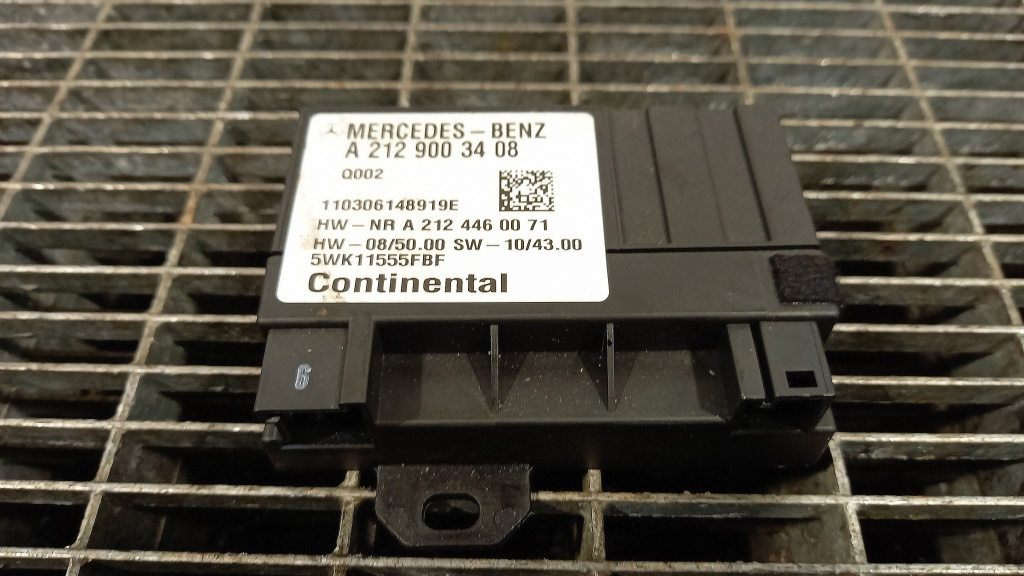 MERCEDES-BENZ
A 212 900 34 08
Q002
110306148919E
HW-NR A 212 446 00 71
HW-08/50.00 SW-10/43.00
5WK11555FBF
Continental
6